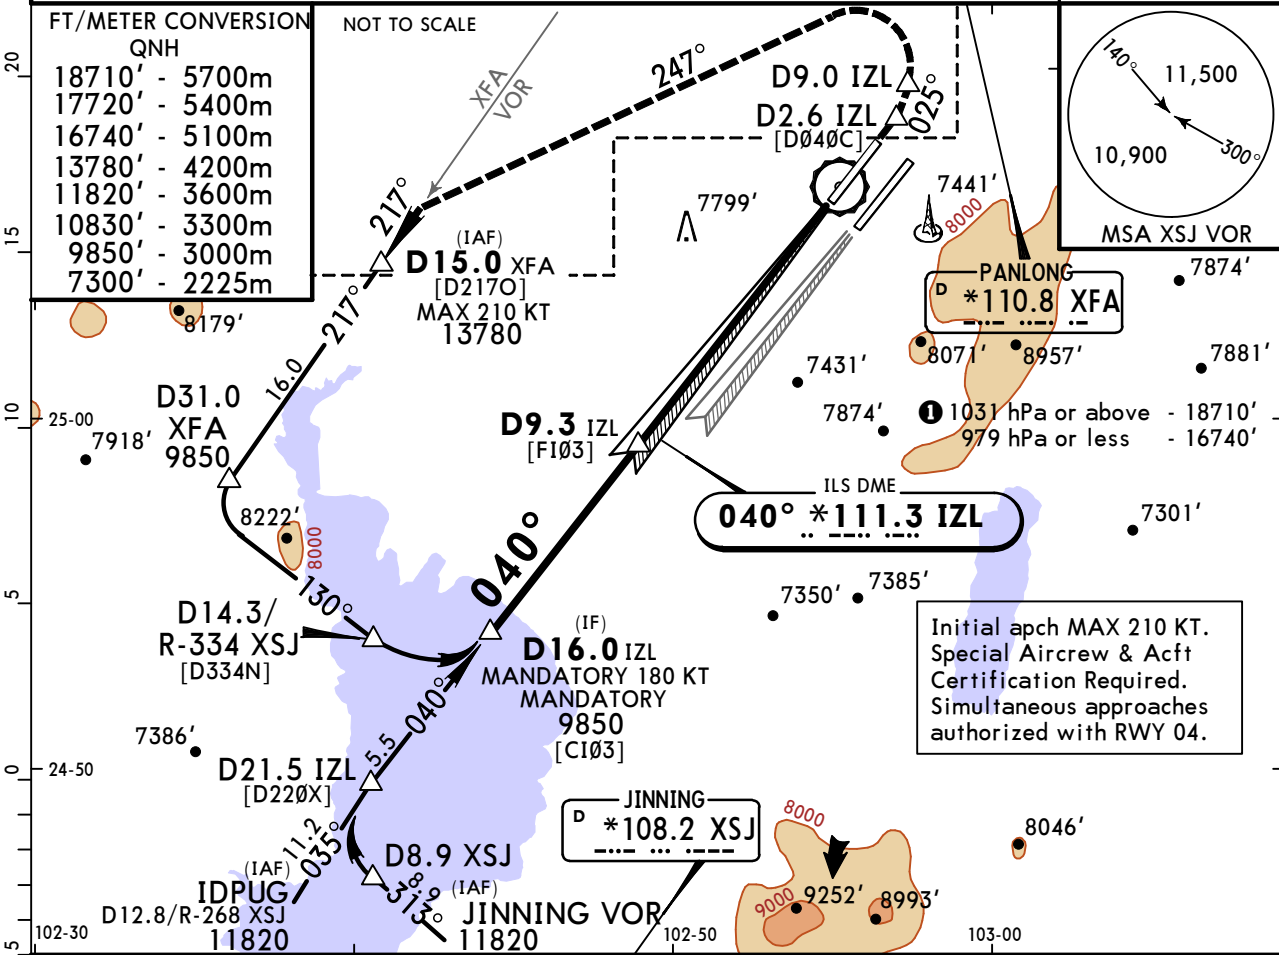 FT/METER CONVERSION
QNH
18710' - 5700m
17720' - 5400m
16740' - 5100m
13780' - 4200m
11820' - 3600m
10830' - 3300m
9850' - 3000m
7300' - 2225m
NOT TO SCALE
XFA
VOR
247°
D9.0 IZL
D2.6 IZL
[DØ4ØC]
025°
140°
11,500
10,900
300°
MSA XSJ VOR
20
15
10
5
0
5
217°
(IAF)
D15.0 XFA
[D217O]
MAX 210 KT
13780
7799'
7441'
8000
PANLONG
D *110.8 XFA
7874'
8179'
217°
16.0
8071'
8957'
7431'
7881'
7874'
D31.0
XFA
9850
25-00
7918'
D9.3 IZL
[FIØ3]
1 1031 hPa or above - 18710'
979 hPa or less - 16740'
ILS DME
040° *111.3 IZL
8222'
8000
7301'
040°
130°
7350'
7385'
D14.3/
R-334 XSJ
[D334N]
(IF)
D16.0 IZL
MANDATORY 180 KT
MANDATORY
9850
[CIØ3]
Initial apch MAX 210 KT.
Special Aircrew & Acft
Certification Required.
Simultaneous approaches
authorized with RWY 04.
7386'
040°
5.5
24-50
D21.5 IZL
[D22ØX]
JINNING
D *108.2 XSJ
8000
8046'
11.2
035°
D8.9 XSJ
8.9
313°
(IAF)
IDPUG
D12.8/R-268 XSJ
11820
(IAF)
JINNING VOR
11820
9000
9252'
8993'
102-30
102-50
103-00